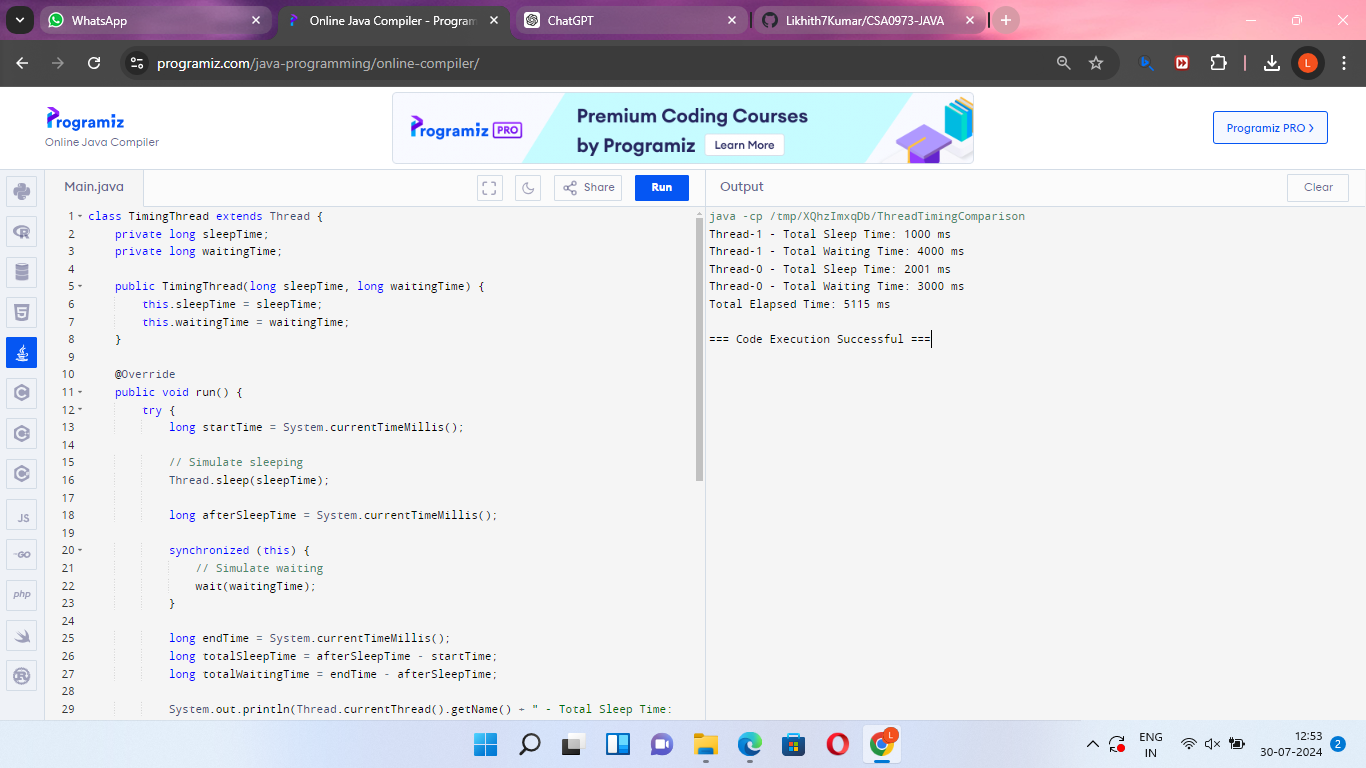 WhatsApp
Online Java Compiler - Program
ChatGPT
Likhith7Kumar/CSA0973-JAVA
programiz.com/java-programming/online-compiler/
L
Programiz
Online Java Compiler
Programiz PRO
Premium Coding Courses
by Programiz
Learn More
Programiz PRO >
Main.java
Share
Run
Output
Clear
1 class TimingThread extends Thread {
2 private long sleepTime;
3 private long waitingTime;
4
5 public TimingThread(long sleepTime, long waitingTime) {
6 this.sleepTime = sleepTime;
7 this.waitingTime = waitingTime;
8 }
9
10 @Override
11 public void run() {
12 try {
13 long startTime = System.currentTimeMillis();
14
15 // Simulate sleeping
16 Thread.sleep(sleepTime);
17
18 long afterSleepTime = System.currentTimeMillis();
19
20 synchronized (this) {
21 // Simulate waiting
22 wait(waitingTime);
23 }
24
25 long endTime = System.currentTimeMillis();
26 long totalSleepTime = afterSleepTime - startTime;
27 long totalWaitingTime = endTime - afterSleepTime;
28
29 System.out.println(Thread.currentThread().getName() + " - Total Sleep Time:
java -cp /tmp/XQhzImxqDb/ThreadTimingComparison
Thread-1 - Total Sleep Time: 1000 ms
Thread-1 - Total Waiting Time: 4000 ms
Thread-0 - Total Sleep Time: 2001 ms
Thread-0 - Total Waiting Time: 3000 ms
Total Elapsed Time: 5115 ms
=== Code Execution Successful ===
JS
GO
php
L
ENG
IN
12:53
30-07-2024
2